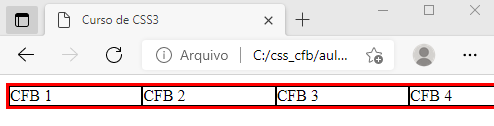 Curso de CSS3
Arquivo | C:/css_cfb/aul...
CFB 1 CFB 2 CFB 3 CFB 4